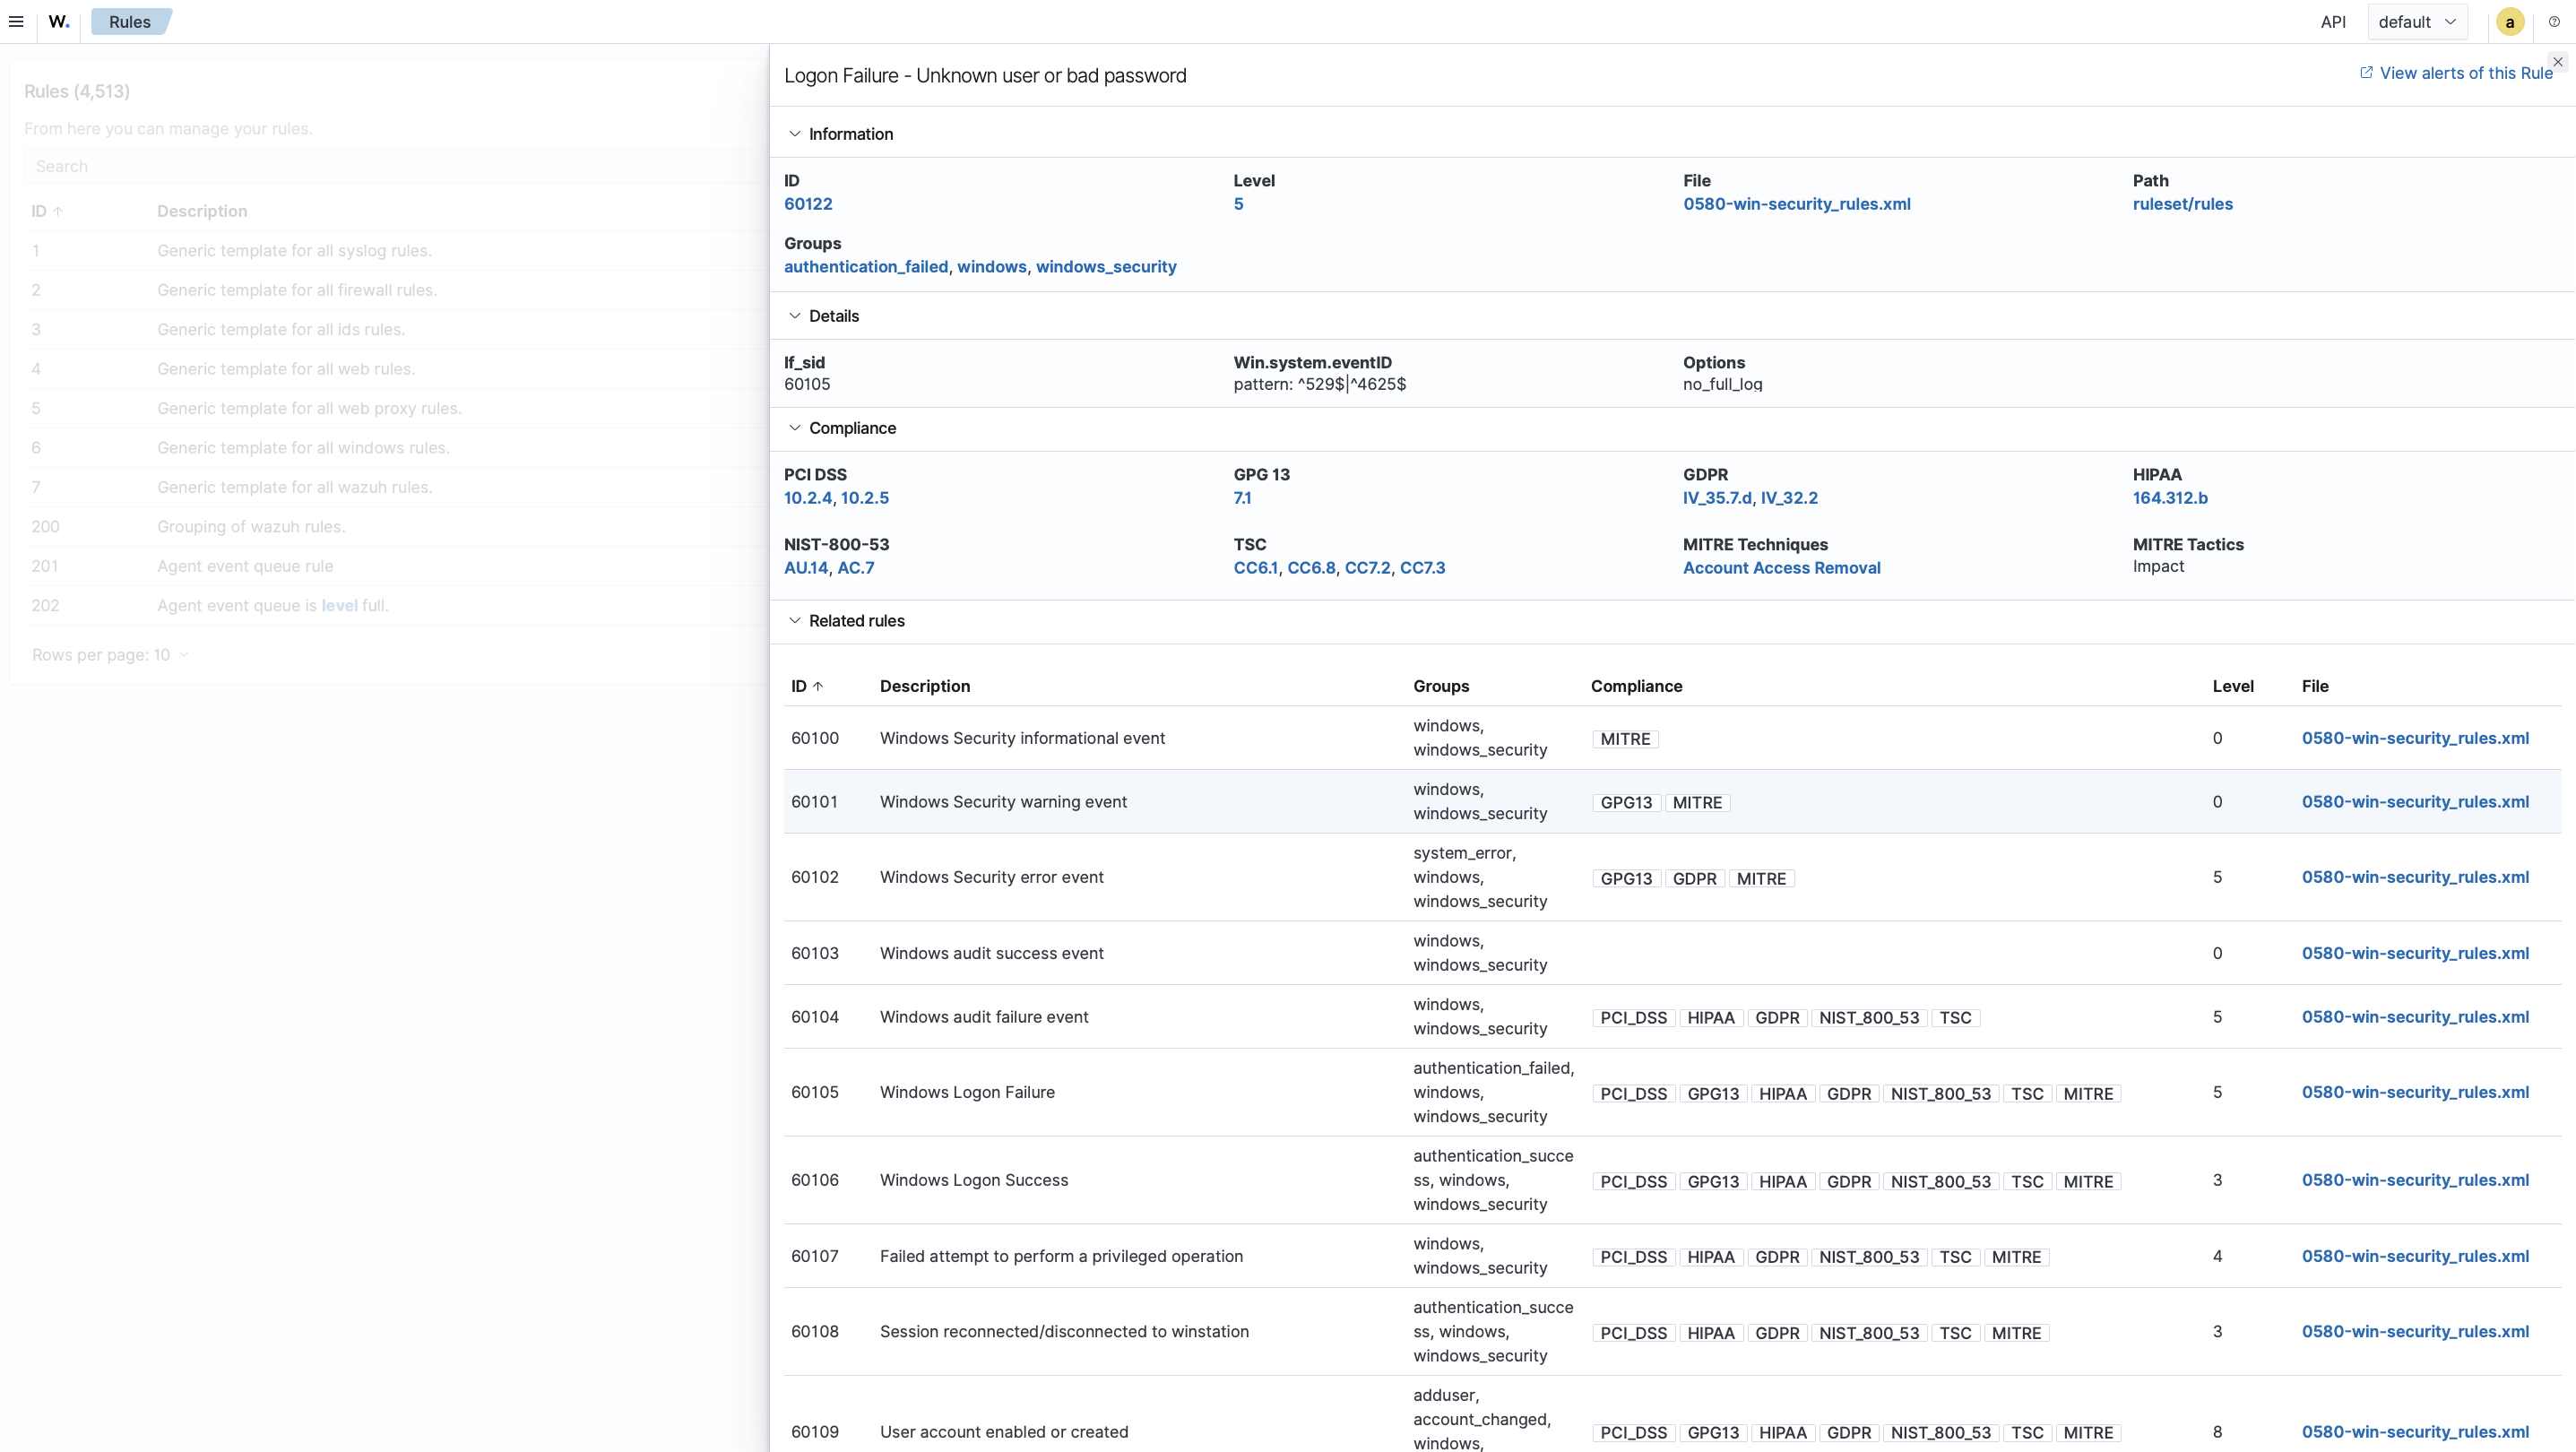 W.
Rules
API
default
a
Rules (4,513)
From here you can manage your rules.
Search
ID Description
1 Generic template for all syslog rules.
2 Generic template for all firewall rules.
3 Generic template for all ids rules.
4 Generic template for all web rules.
5 Generic template for all web proxy rules.
6 Generic template for all windows rules.
7 Generic template for all wazuh rules.
200 Grouping of wazuh rules.
201 Agent event queue rule
202 Agent event queue is level full.
Rows per page: 10
Logon Failure - Unknown user or bad password
View alerts of this Rule
Information
ID Level File Path
60122 5 0580-win-security_rules.xml ruleset/rules
Groups
authentication_failed, windows, windows_security
Details
If_sid Win.system.eventID Options
60105 pattern: ^529$|^4625$ no_full_log
Compliance
PCI DSS GPG 13 GDPR HIPAA
10.2.4, 10.2.5 7.1 IV_35.7.d, IV_32.2 164.312.b
NIST-800-53 TSC MITRE Techniques MITRE Tactics
AU.14, AC.7 CC6.1, CC6.8, CC7.2, CC7.3 Account Access Removal Impact
Related rules
ID Description Groups Compliance Level File
60100 Windows Security informational event windows, windows_security MITRE 0 0580-win-security_rules.xml
60101 Windows Security warning event windows, windows_security GPG13 MITRE 0 0580-win-security_rules.xml
60102 Windows Security error event system_error, windows, windows_security GPG13 GDPR MITRE 5 0580-win-security_rules.xml
60103 Windows audit success event windows, windows_security 0 0580-win-security_rules.xml
60104 Windows audit failure event windows, windows_security PCI_DSS HIPAA GDPR NIST_800_53 TSC 5 0580-win-security_rules.xml
60105 Windows Logon Failure authentication_failed, windows, windows_security PCI_DSS GPG13 HIPAA GDPR NIST_800_53 TSC MITRE 5 0580-win-security_rules.xml
60106 Windows Logon Success authentication_success, windows, windows_security PCI_DSS GPG13 HIPAA GDPR NIST_800_53 TSC MITRE 3 0580-win-security_rules.xml
60107 Failed attempt to perform a privileged operation windows, windows_security PCI_DSS HIPAA GDPR NIST_800_53 TSC MITRE 4 0580-win-security_rules.xml
60108 Session reconnected/disconnected to winstation authentication_success, windows, windows_security PCI_DSS HIPAA GDPR NIST_800_53 TSC MITRE 3 0580-win-security_rules.xml
60109 User account enabled or created adduser, account_changed, windows, PCI_DSS GPG13 HIPAA GDPR NIST_800_53 TSC MITRE 8 0580-win-security_rules.xml